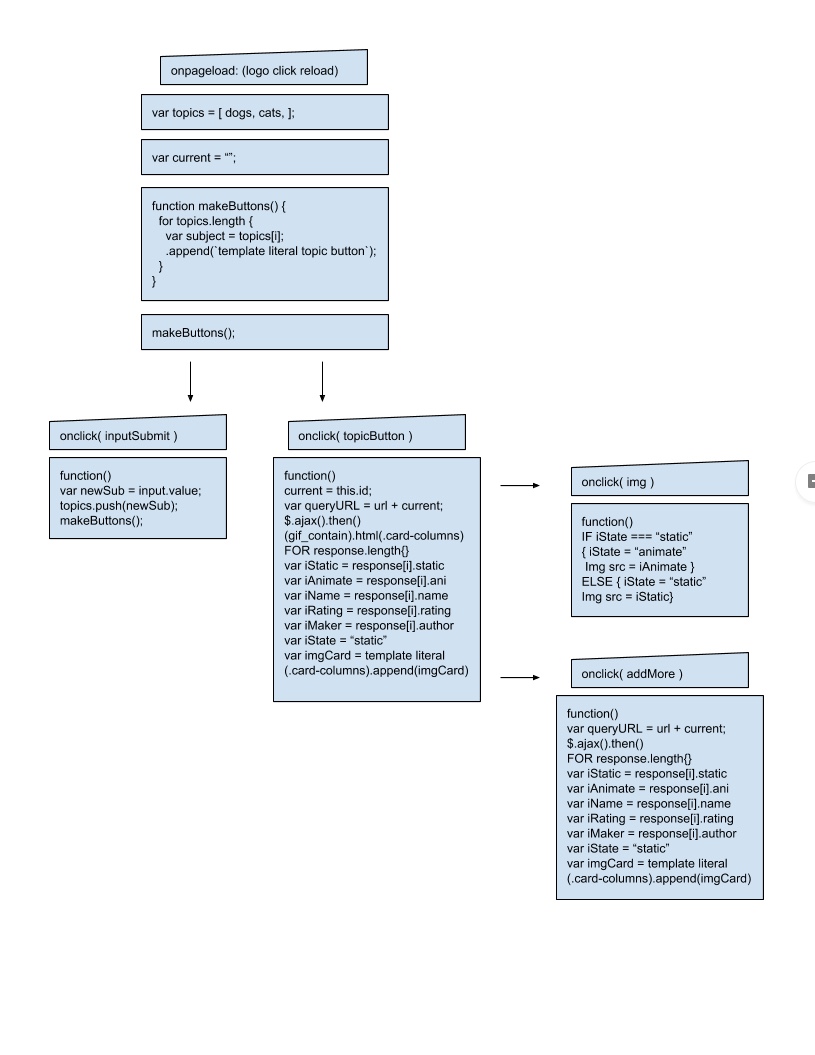 onpageload: (logo click reload)
var topics = [ dogs, cats, ];
var current = “”;
function makeButtons() {
for topics.length {
var subject = topics[i];
.append(`template literal topic button`);
}
}
makeButtons();
onclick( inputSubmit )
function()
var newSub = input.value;
topics.push(newSub);
makeButtons();
onclick( topicButton )
function()
current = this.id;
var queryURL = url + current;
$.ajax().then()
(gif_contain).html(.card-columns)
FOR response.length{}
var iStatic = response[i].static
var iAnimate = response[i].ani
var iName = response[i].name
var iRating = response[i].rating
var iMaker = response[i].author
var iState = “static”
var imgCard = template literal
(.card-columns).append(imgCard)
onclick( img )
function()
IF iState === “static”
{ iState = “animate”
Img src = iAnimate }
ELSE { iState = “static”
Img src = iStatic}
onclick( addMore )
function()
var queryURL = url + current;
$.ajax().then()
FOR response.length{}
var iStatic = response[i].static
var iAnimate = response[i].ani
var iName = response[i].name
var iRating = response[i].rating
var iMaker = response[i].author
var iState = “static”
var imgCard = template literal
(.card-columns).append(imgCard)